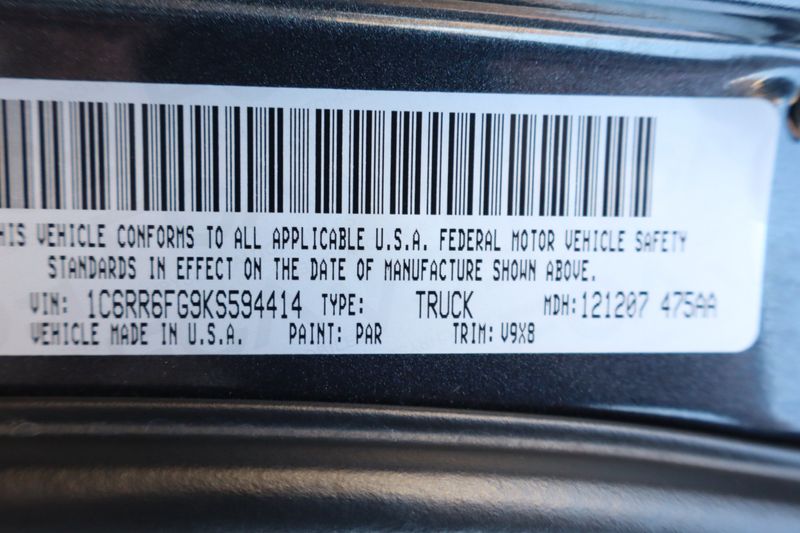 HIS VEHICLE CONFORMS TO ALL APPLICABLE U.S.A. FEDERAL MOTOR VEHICLE SAFETY
STANDARDS IN EFFECT ON THE DATE OF MANUFACTURE SHOWN ABOVE.
VIN: 1C6RR6FG9KS594414 TYPE: TRUCK MDH:121207 475AA
VEHICLE MADE IN U.S.A. PAINT: PAR TRIM: V9X8